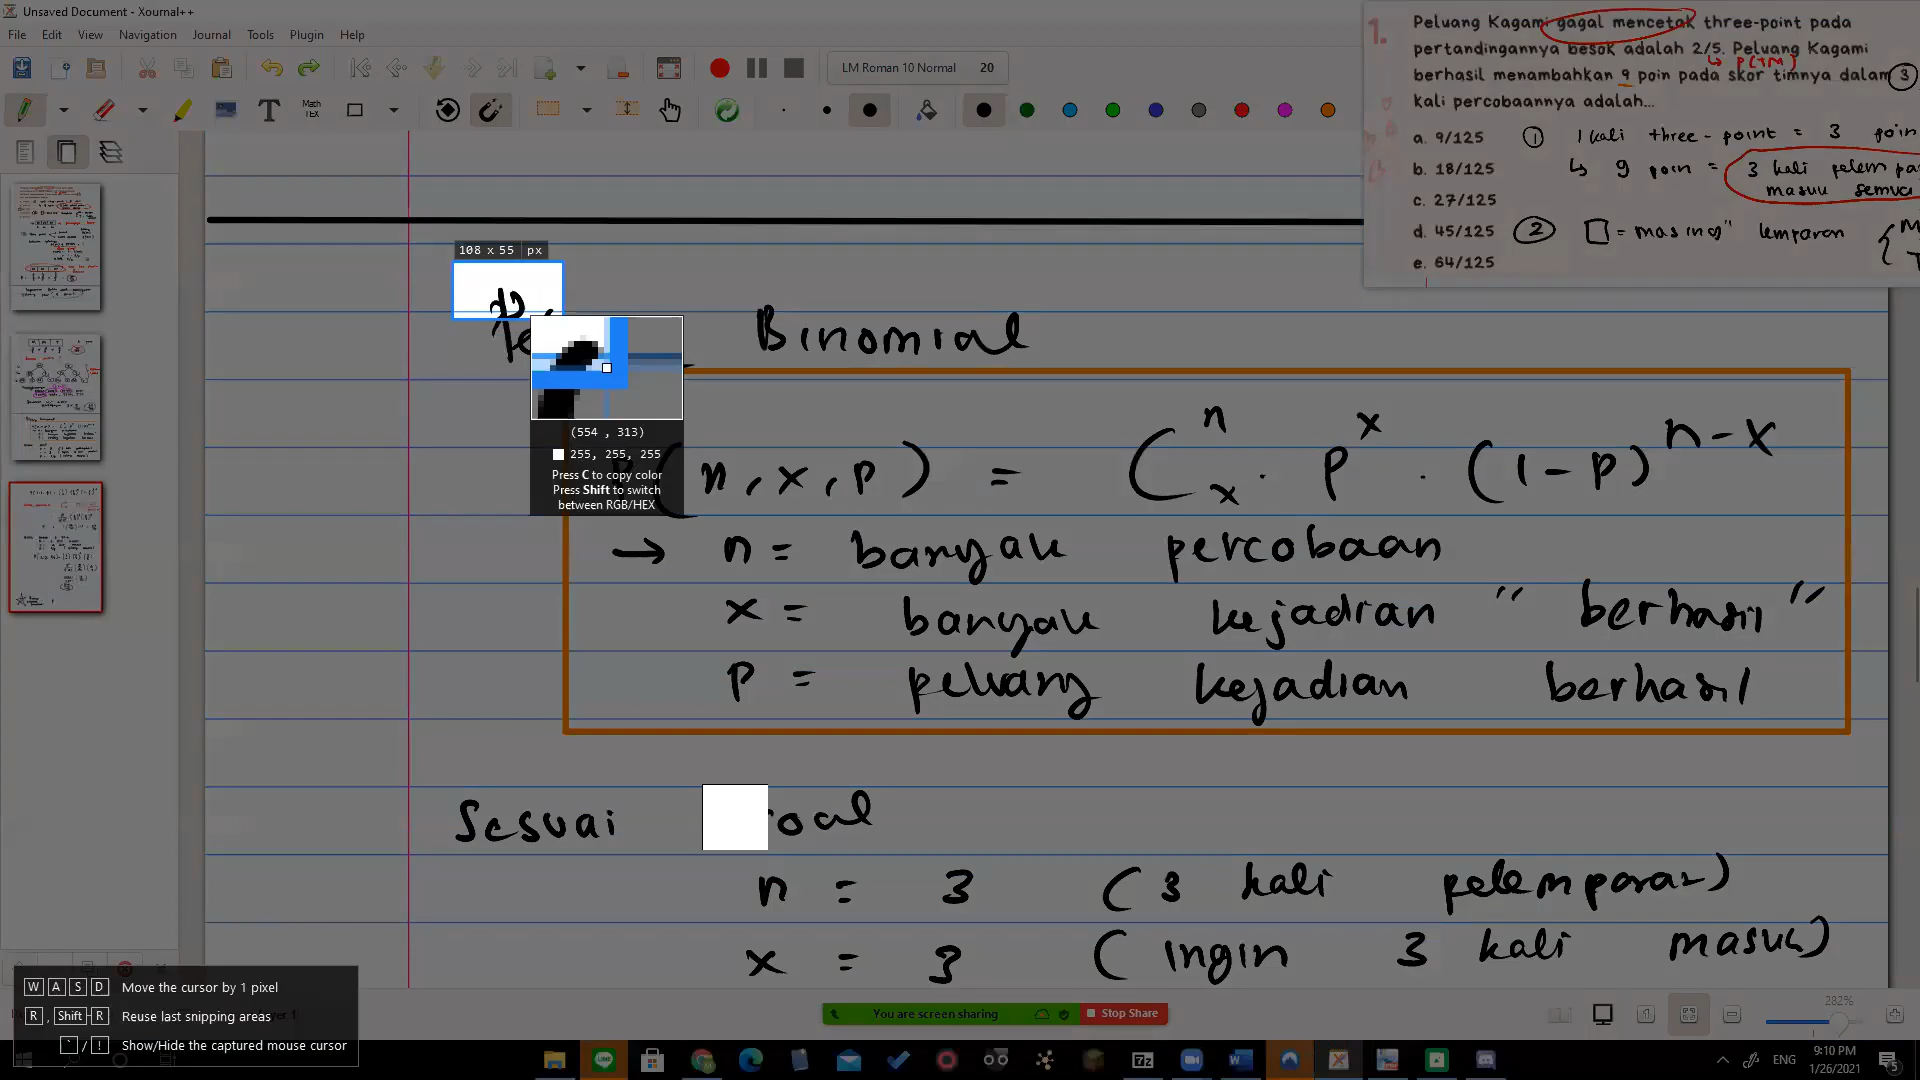 Unsaved Document - Xournal++
File Edit View Navigation Journal Tools Plugin Help
LM Roman 10 Normal 20
Math
TEX
1. Peluang Kagami gagal mencetak three-point pada
pertandingannya besok adalah 2/5. Peluang Kagami
↳ P(TM)
berhasil menambahkan 9 poin pada skor timnya dalam 3
kali percobaannya adalah...
a. 9/125
b. 18/125
c. 27/125
d. 45/125
e. 64/125
① 1 kali three-point = 3 poin
↳ 9 poin = 3 kali
masuk semua
② □ = masing" lemparan {
108 x 55 px
Binomial
(554 , 313)
255, 255, 255
Press C to copy color
Press Shift to switch
between RGB/HEX
(n, x, p) = C n x . p^x . (1-p)^n-x
→ n = banyak percobaan
x = banyak kejadian "berhasil"
p = peluang kejadian berhasil
Sesuai soal
n = 3 (3 kali pelemparan)
x = 3 (ingin 3 kali masuk)
W A S D Move the cursor by 1 pixel
R , Shift-R Reuse last snipping areas
` / ! Show/Hide the captured mouse cursor
You are screen sharing Stop Share
282%
ENG
9:10 PM
1/26/2021
5